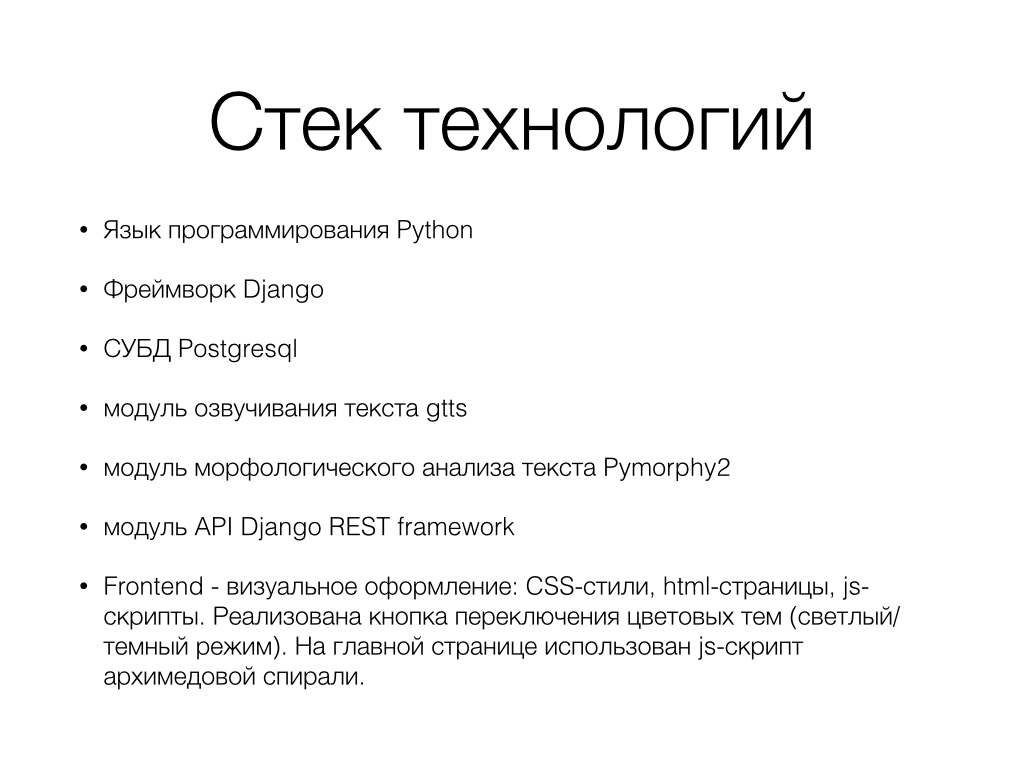 Стек технологий
• Язык программирования Python
• Фреймворк Django
• СУБД Postgresql
• модуль озвучивания текста gtts
• модуль морфологического анализа текста Pymorphy2
• модуль API Django REST framework
• Frontend - визуальное оформление: CSS-стили, html-страницы, js-
скрипты. Реализована кнопка переключения цветовых тем (светлый/
темный режим). На главной странице использован js-скрипт
архимедовой спирали.